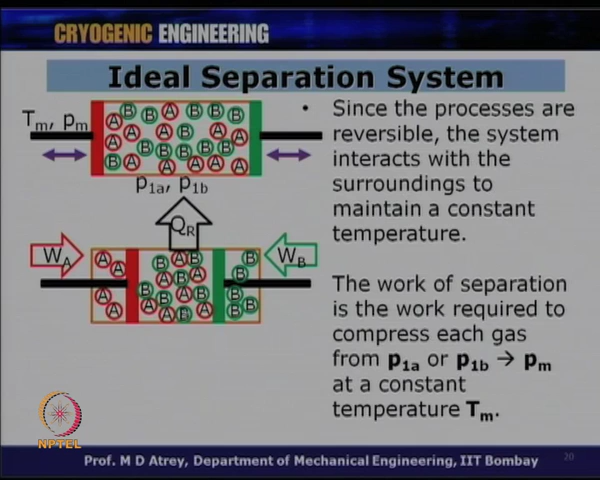 CRYOGENIC ENGINEERING
Ideal Separation System
Tm, pm
p1a, p1b
QR
WA
WB
• Since the processes are
reversible, the system
interacts with the
surroundings to
maintain a constant
temperature.
The work of separation
is the work required to
compress each gas
from p1a or p1b → pm
at a constant
temperature Tm.
NPTEL
Prof. M D Atrey, Department of Mechanical Engineering, IIT Bombay
20